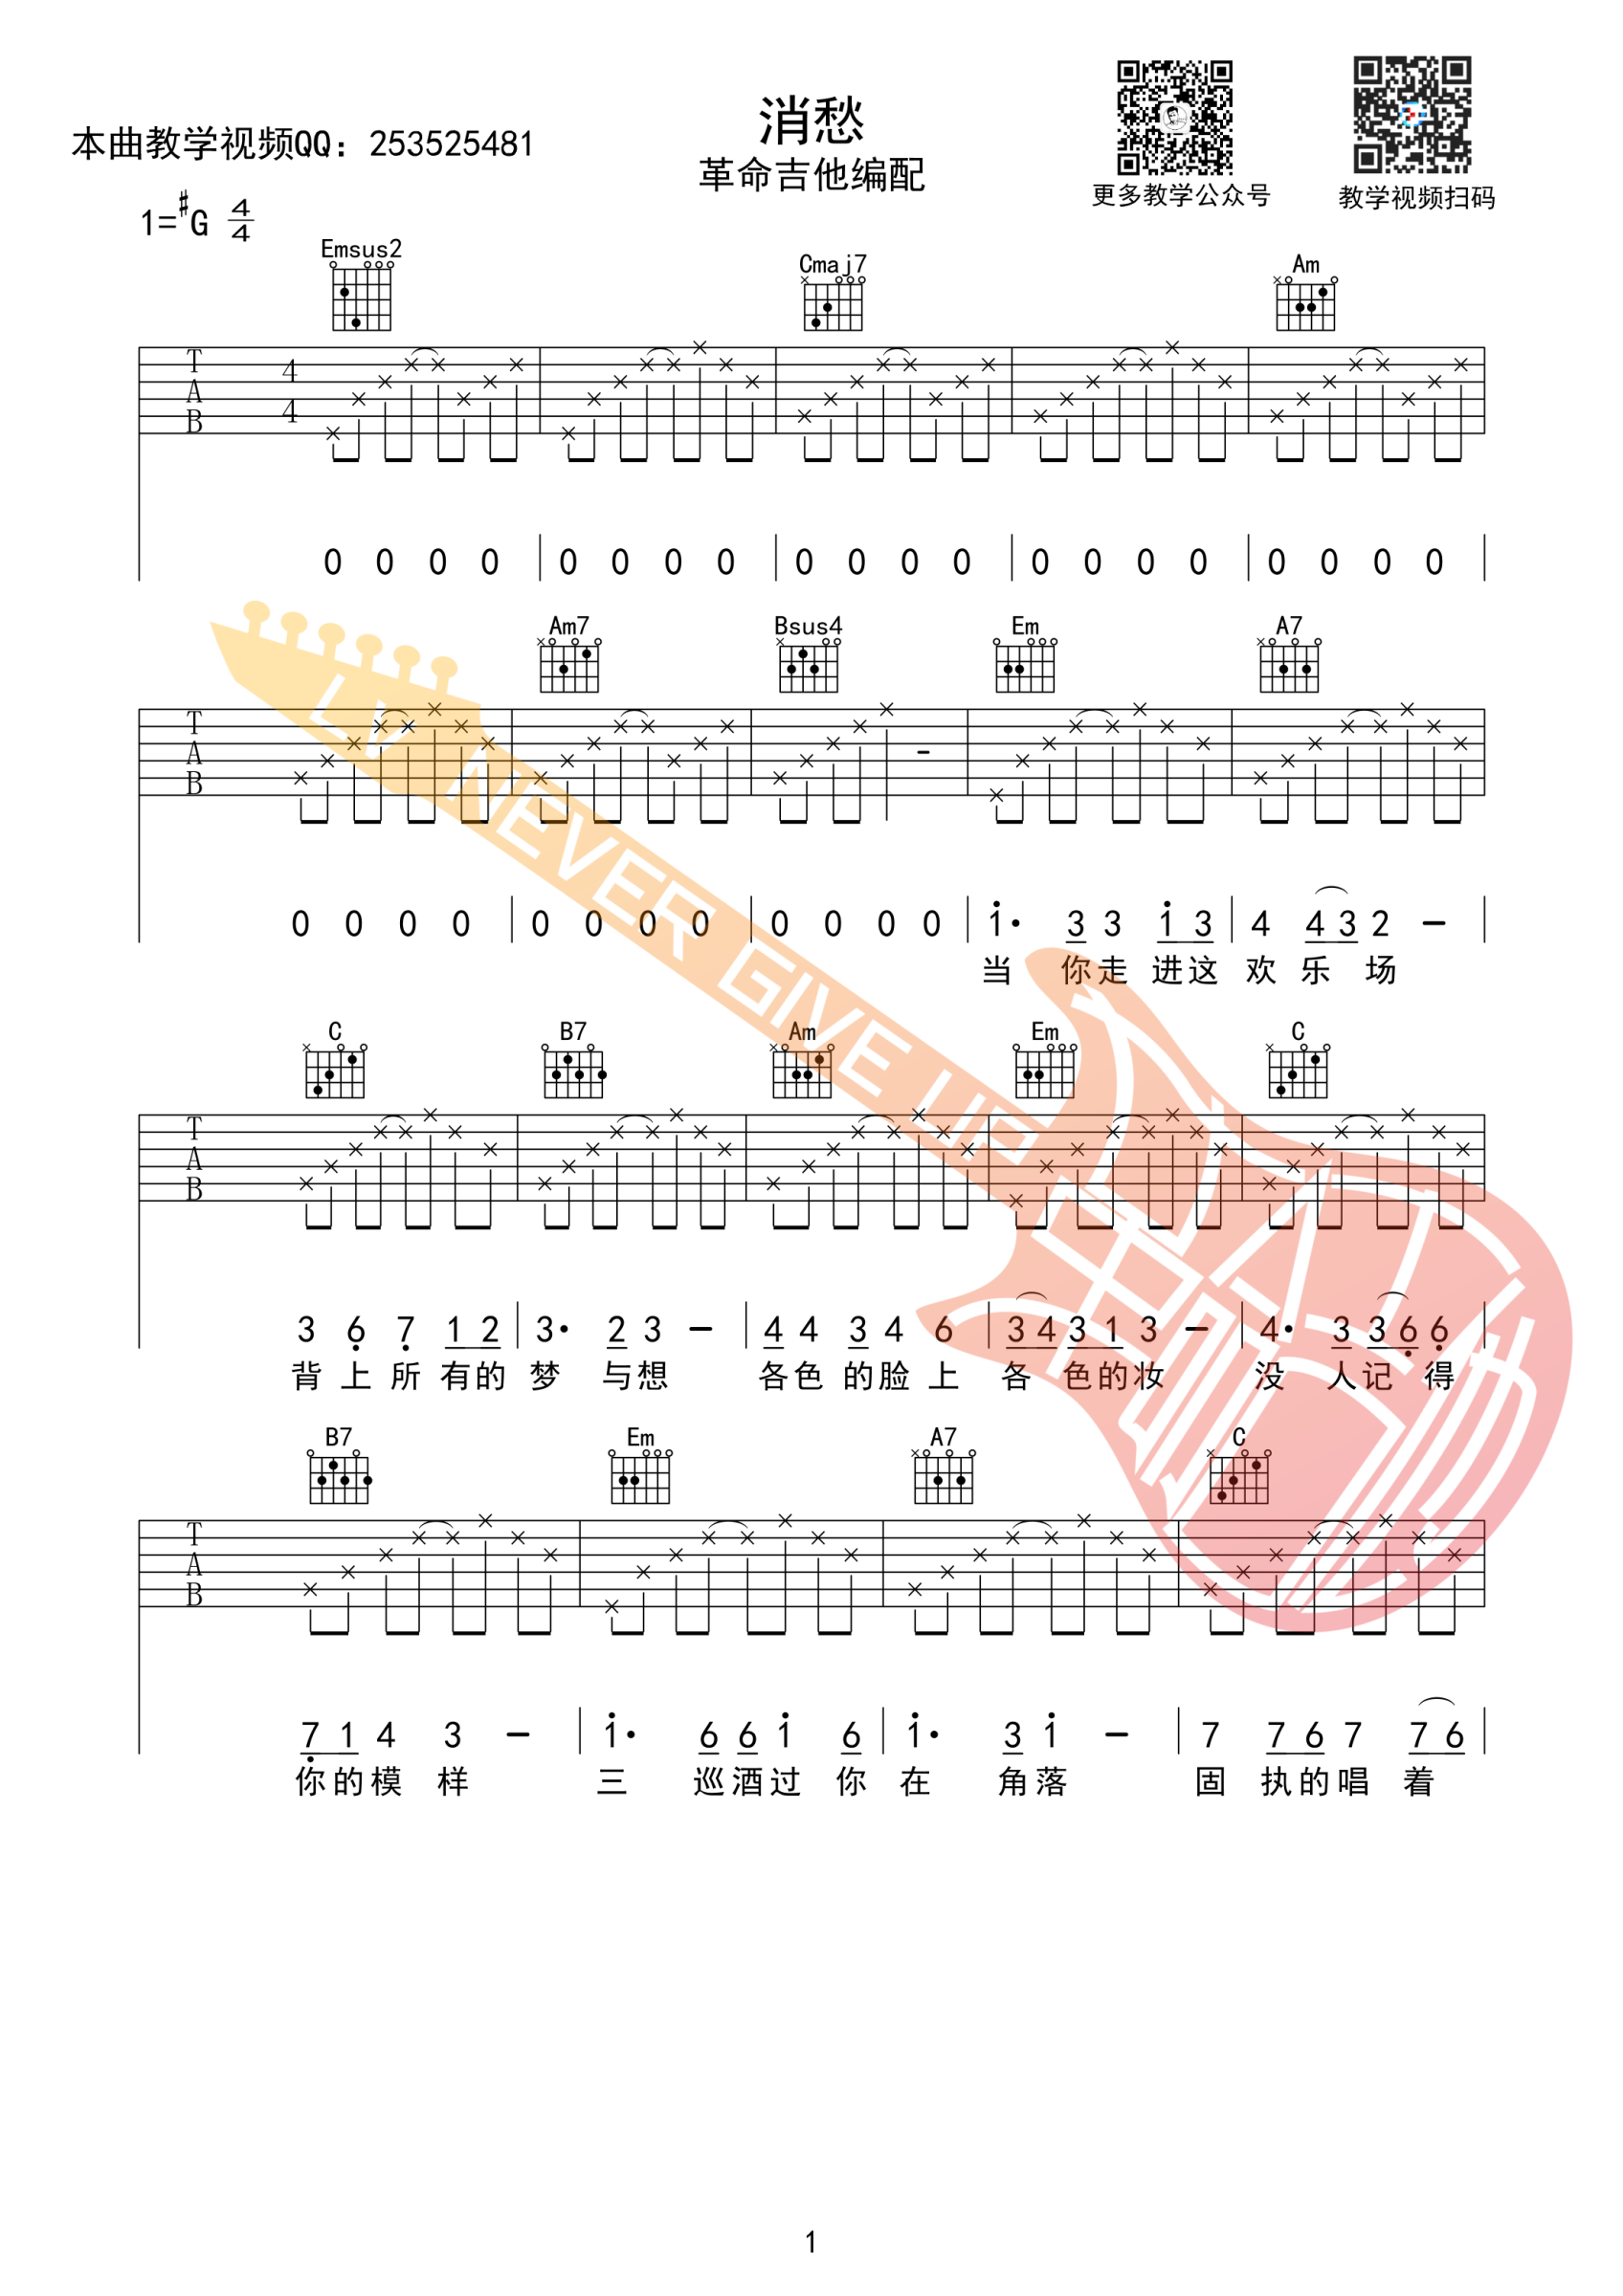 消愁
本曲教学视频QQ：253525481
革命吉他编配
更多教学公众号
教学视频扫码
1=#G 4/4
Emsus2 Cmaj7 Am
T A B 4/4
0 0 0 0 | 0 0 0 0 | 0 0 0 0 | 0 0 0 0 | 0 0 0 0 |
Am7 Bsus4 Em A7
T A B
0 0 0 0 | 0 0 0 0 | 0 0 0 0 | 1· 3 3 1 3 | 4 4 3 2 - |
当 你走 进这 欢 乐 场
C B7 Am Em C
T A B
3 6 7 1 2 | 3· 2 3 - | 4 4 3 4 6 | 3 4 3 1 3 - | 4· 3 3 6 6 |
背 上 所 有的 梦 与想 各色 的脸 上 各 色的妆 没 人记 得
B7 Em A7 C
T A B
7 1 4 3 - | 1· 6 6 1 6 | 1· 3 1 - | 7 7 6 7 7 6 |
你的模 样 三 巡酒过 你 在 角落 固 执的唱 着
LV NEVER GIVE UP
1